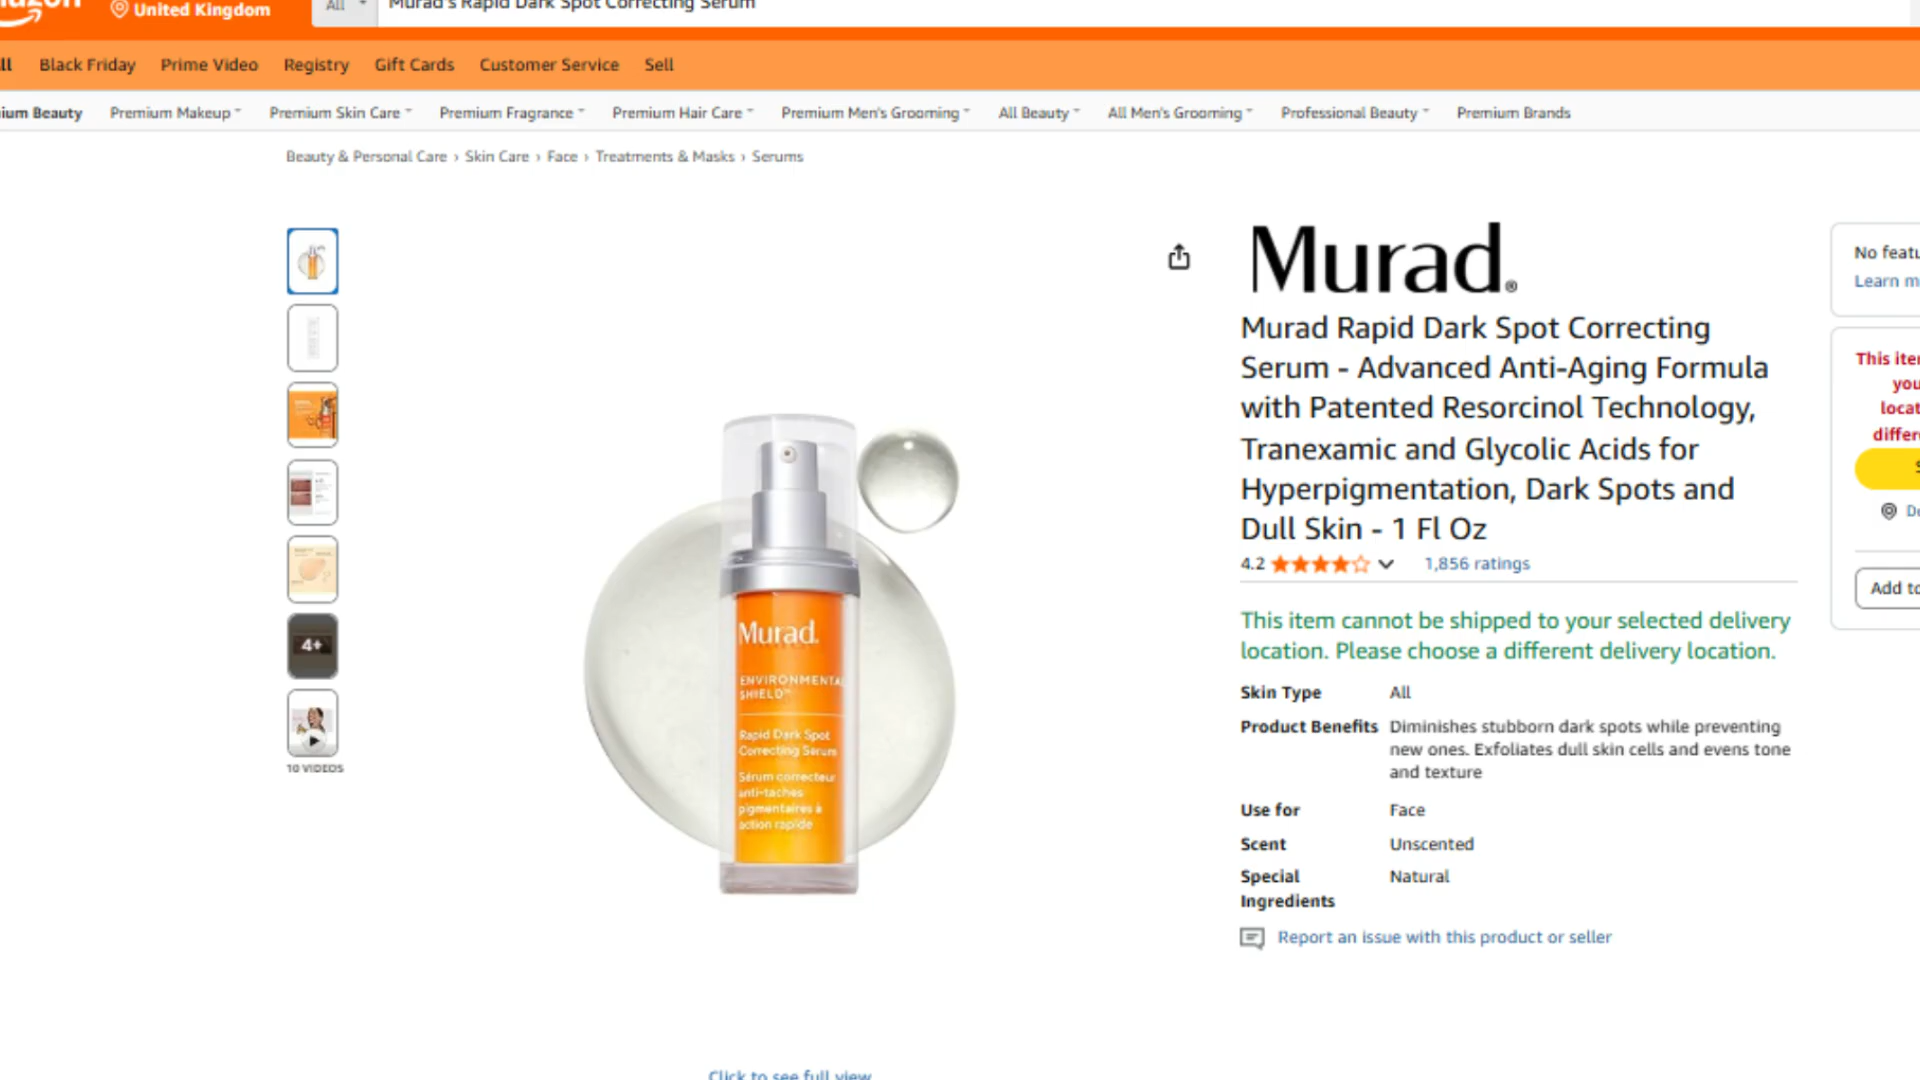 United Kingdom
All
Murad's Rapid Dark Spot Correcting Serum
Black Friday
Prime Video
Registry
Gift Cards
Customer Service
Sell
Premium Makeup
Premium Skin Care
Premium Fragrance
Premium Hair Care
Premium Men's Grooming
All Beauty
All Men's Grooming
Professional Beauty
Premium Brands
Beauty
Beauty & Personal Care › Skin Care › Face › Treatments & Masks › Serums
4+
10 VIDEOS
Murad.
ENVIRONMENTAL
SHIELD™
Rapid Dark Spot
Correcting Serum
Sérum correcteur
anti-taches
pigmentaires à
action rapide
Click to see full view
Murad®
Murad Rapid Dark Spot Correcting
Serum - Advanced Anti-Aging Formula
with Patented Resorcinol Technology,
Tranexamic and Glycolic Acids for
Hyperpigmentation, Dark Spots and
Dull Skin - 1 Fl Oz
4.2
1,856 ratings
This item cannot be shipped to your selected delivery
location. Please choose a different delivery location.
Skin Type All
Product Benefits Diminishes stubborn dark spots while preventing
new ones. Exfoliates dull skin cells and evens tone
and texture
Use for Face
Scent Unscented
Special Natural
Ingredients
Report an issue with this product or seller
No
Learn
This
Add